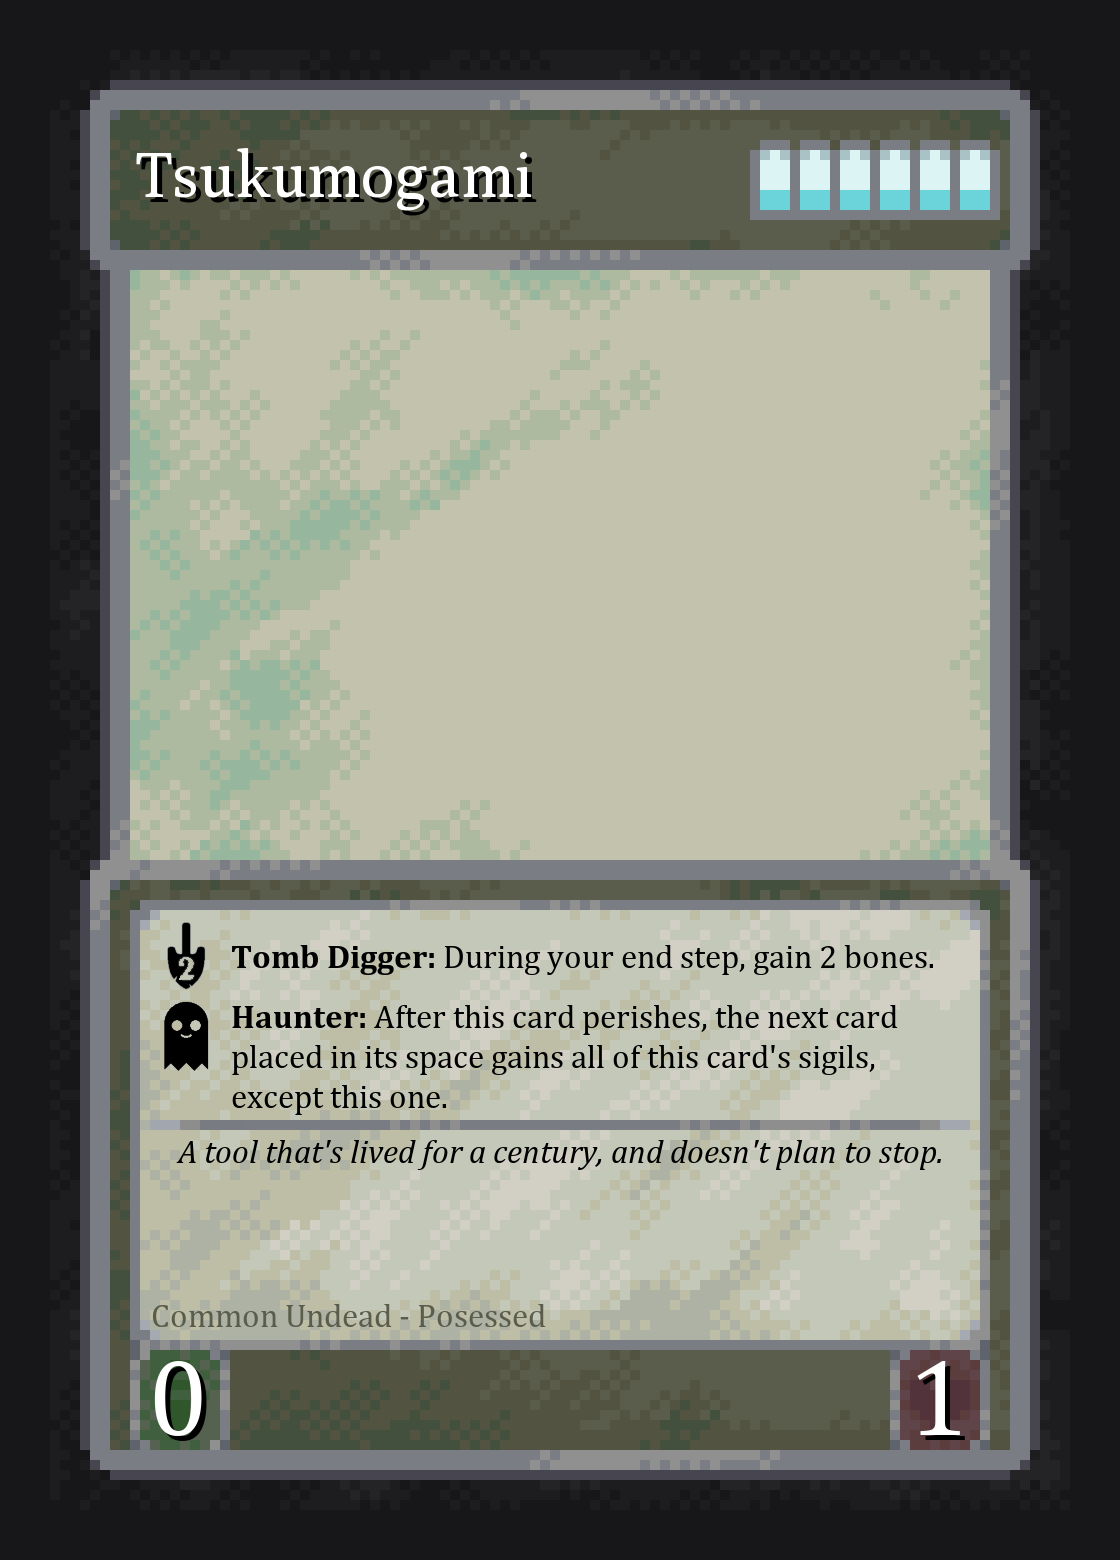 Tsukumogami
2
Tomb Digger: During your end step, gain 2 bones.
Haunter: After this card perishes, the next card
placed in its space gains all of this card's sigils,
except this one.
A tool that's lived for a century, and doesn't plan to stop.
Common Undead - Posessed
0
1